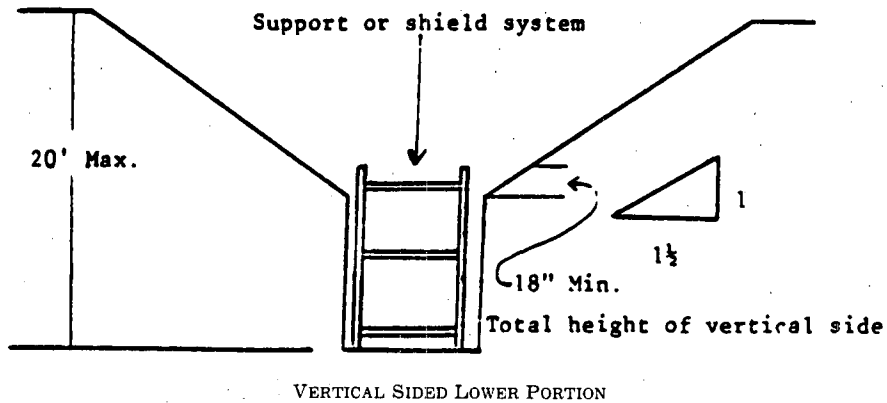 Support or shield system
20' Max.
1
1½
18" Min.
Total height of vertical side
VERTICAL SIDED LOWER PORTION